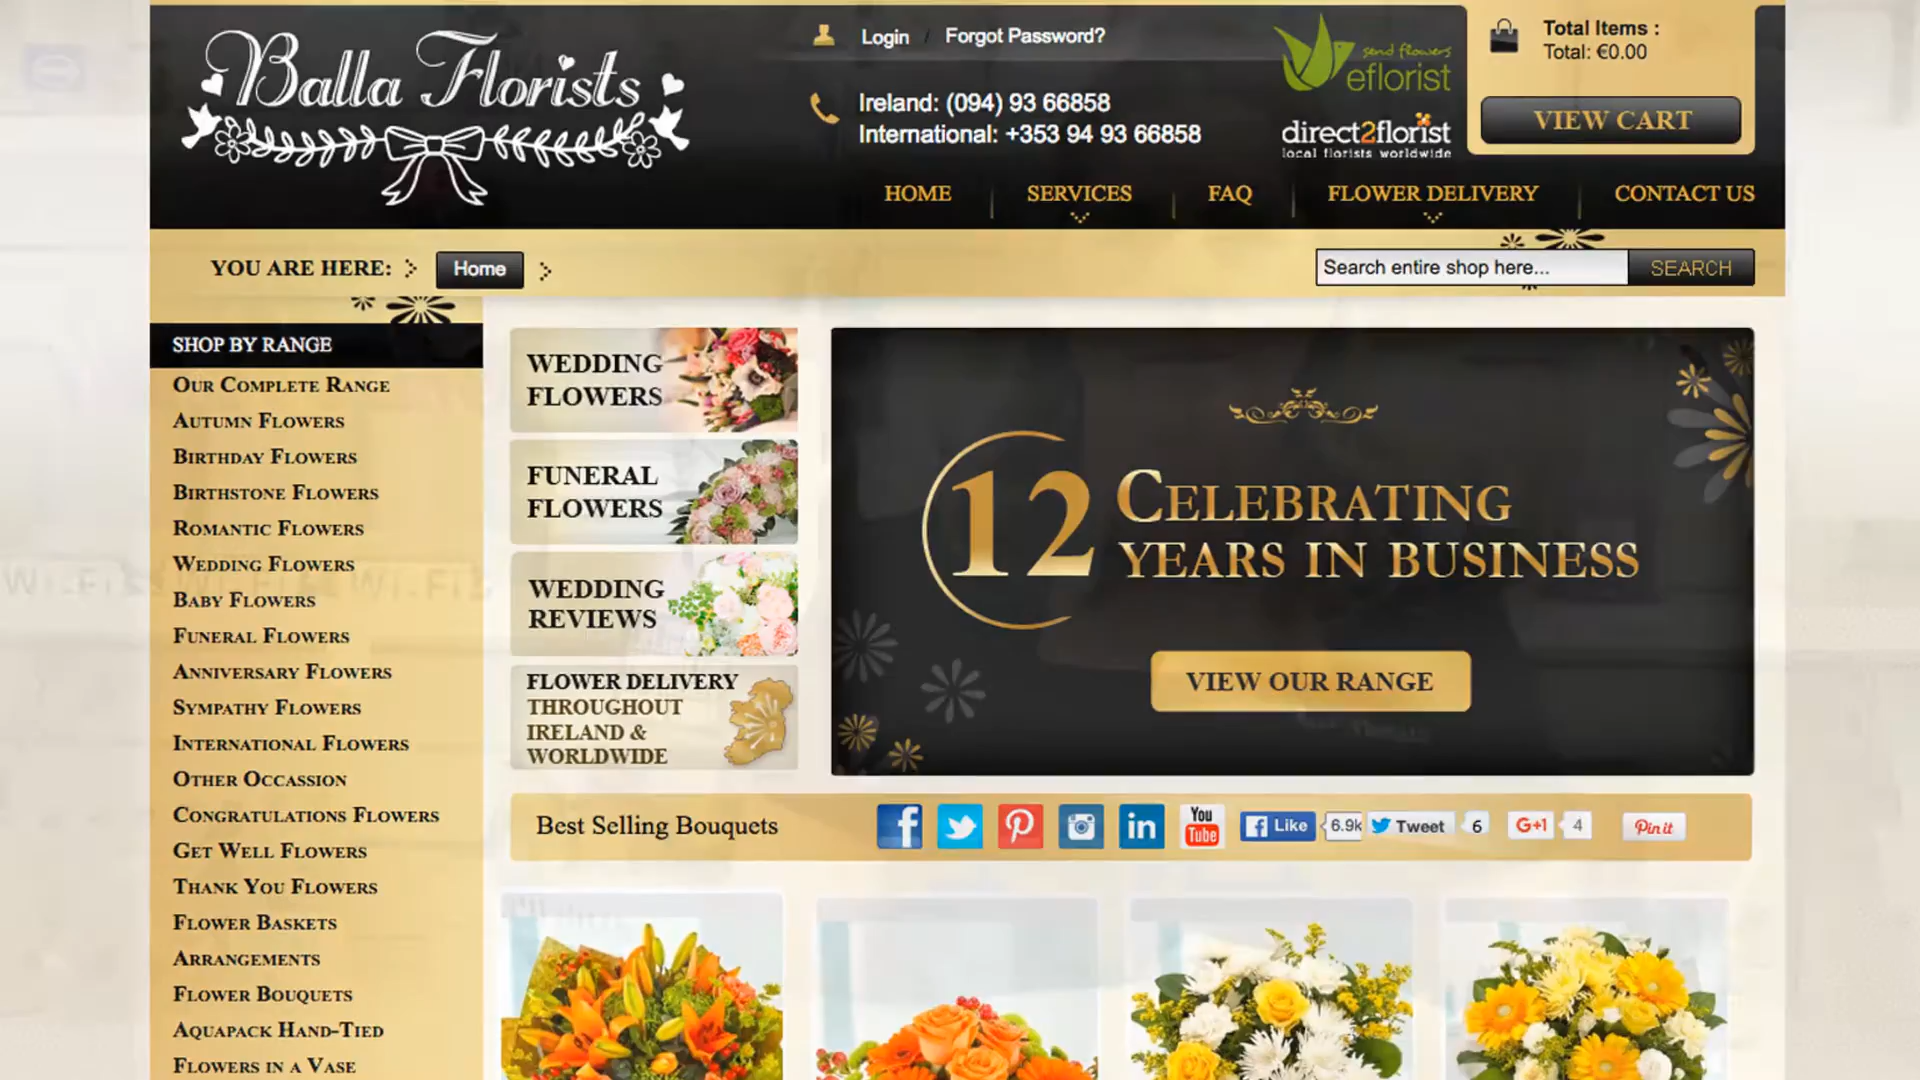 Balla Florists
Login / Forgot Password?
Ireland: (094) 93 66858
International: +353 94 93 66858
send flowers
eflorist
direct2florist
local florists worldwide
Total Items :
Total: €0.00
VIEW CART
HOME
SERVICES
FAQ
FLOWER DELIVERY
CONTACT US
YOU ARE HERE:
Home
Search entire shop here...
SEARCH
SHOP BY RANGE
OUR COMPLETE RANGE
AUTUMN FLOWERS
BIRTHDAY FLOWERS
BIRTHSTONE FLOWERS
ROMANTIC FLOWERS
WEDDING FLOWERS
BABY FLOWERS
FUNERAL FLOWERS
ANNIVERSARY FLOWERS
SYMPATHY FLOWERS
INTERNATIONAL FLOWERS
OTHER OCCASSION
CONGRATULATIONS FLOWERS
GET WELL FLOWERS
THANK YOU FLOWERS
FLOWER BASKETS
ARRANGEMENTS
FLOWER BOUQUETS
AQUAPACK HAND-TIED
FLOWERS IN A VASE
WEDDING
FLOWERS
FUNERAL
FLOWERS
WEDDING
REVIEWS
FLOWER DELIVERY
THROUGHOUT
IRELAND &
WORLDWIDE
12
CELEBRATING
YEARS IN BUSINESS
VIEW OUR RANGE
Best Selling Bouquets
You
Tube
Like
6.9k
Tweet
6
G+1
4
Pin it